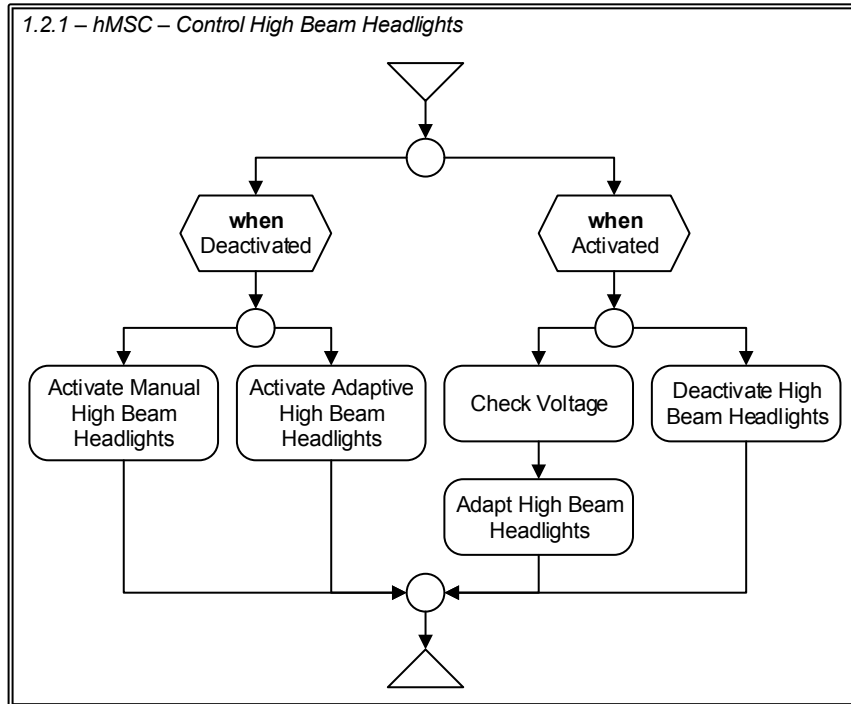 1.2.1 – hMSC – Control High Beam Headlights
when
Deactivated
when
Activated
Activate Manual
High Beam
Headlights
Activate Adaptive
High Beam
Headlights
Check Voltage
Deactivate High
Beam Headlights
Adapt High Beam
Headlights